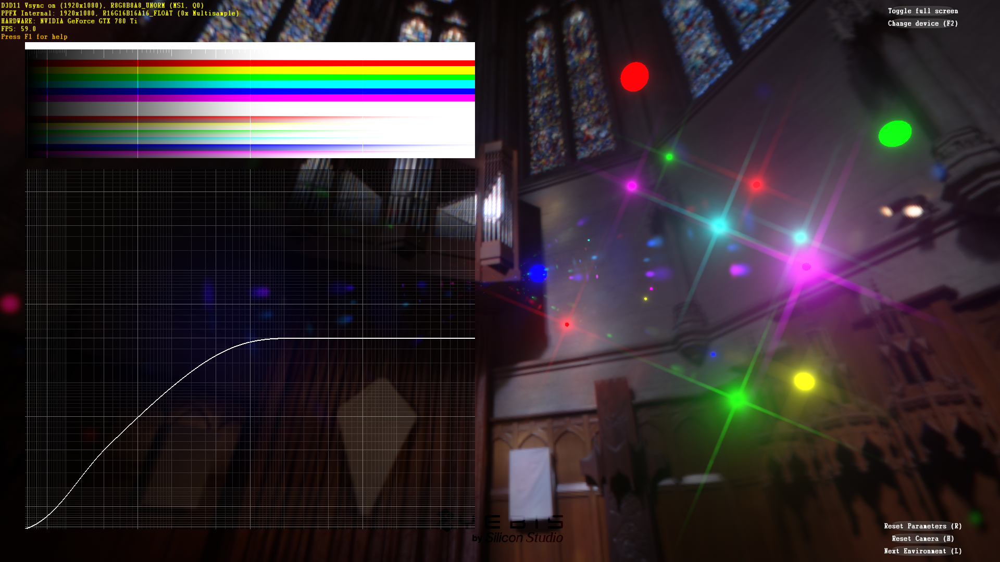 D3D11 Vsync on (1920x1080), R8G8B8A8_UNORM (MS1, Q0)
PPFX Internal: 1920x1080, R16G16B16A16_FLOAT (0x Multisample)
HARDWARE: NVIDIA GeForce GTX 780 Ti
FPS: 59.0
Press F1 for help
Toggle full screen
Change device (F2)
YEBIS
by Silicon Studio
Reset Parameters (R)
Reset Camera (H)
Next Environment (L)